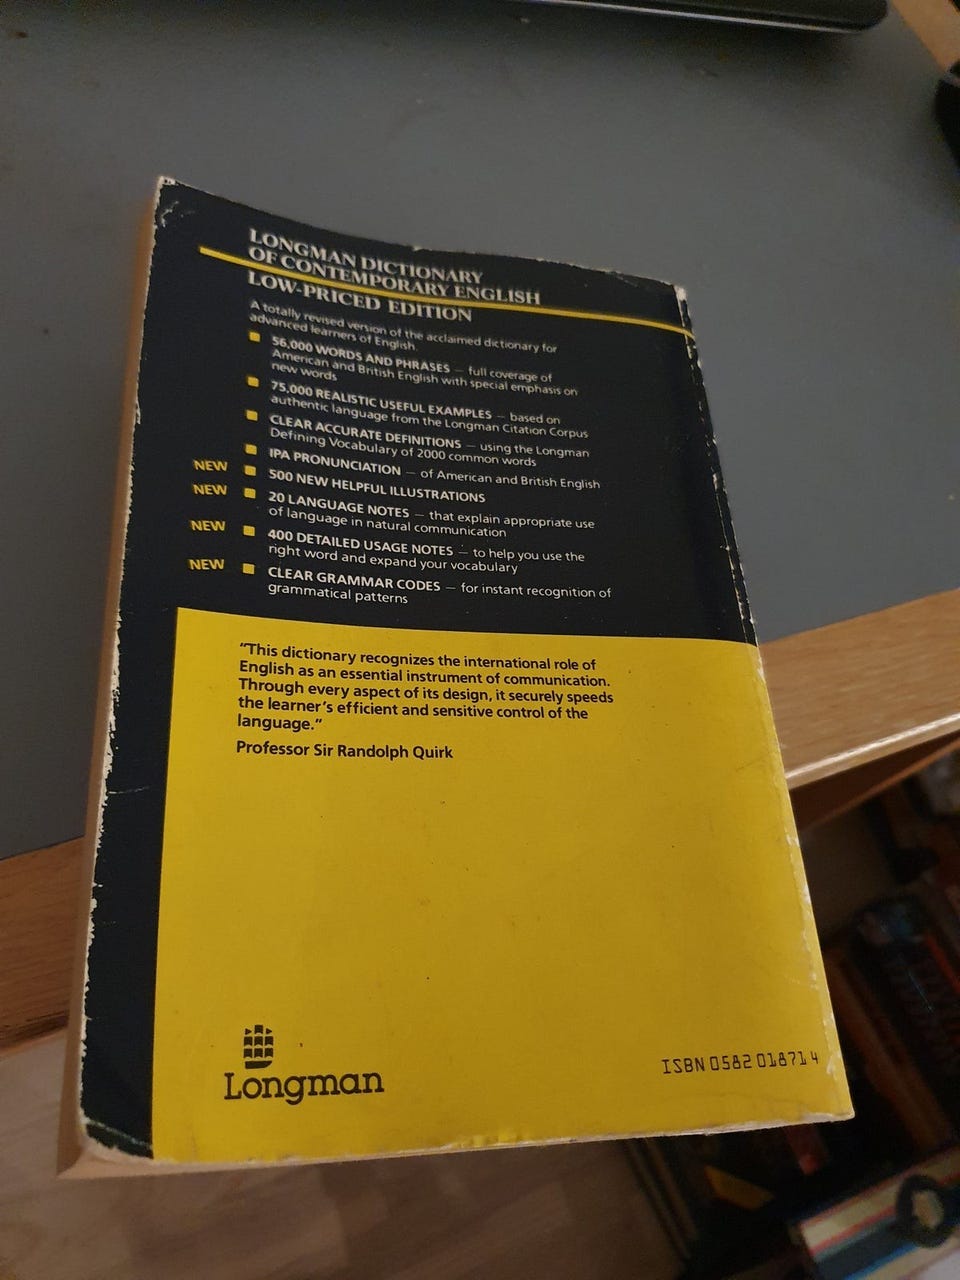 LONGMAN DICTIONARY
OF CONTEMPORARY ENGLISH
LOW-PRICED EDITION
A totally revised version of the acclaimed dictionary for
advanced learners of English.
56,000 WORDS AND PHRASES — full coverage of
American and British English with special emphasis on
new words
75,000 REALISTIC USEFUL EXAMPLES — based on
authentic language from the Longman Citation Corpus
CLEAR ACCURATE DEFINITIONS — using the Longman
Defining Vocabulary of 2000 common words
IPA PRONUNCIATION — of American and British English
NEW 500 NEW HELPFUL ILLUSTRATIONS
NEW 20 LANGUAGE NOTES — that explain appropriate use
of language in natural communication
NEW 400 DETAILED USAGE NOTES — to help you use the
right word and expand your vocabulary
NEW CLEAR GRAMMAR CODES — for instant recognition of
grammatical patterns
"This dictionary recognizes the international role of
English as an essential instrument of communication.
Through every aspect of its design, it securely speeds
the learner's efficient and sensitive control of the
language."
Professor Sir Randolph Quirk
Longman
ISBN 0582 01871 4